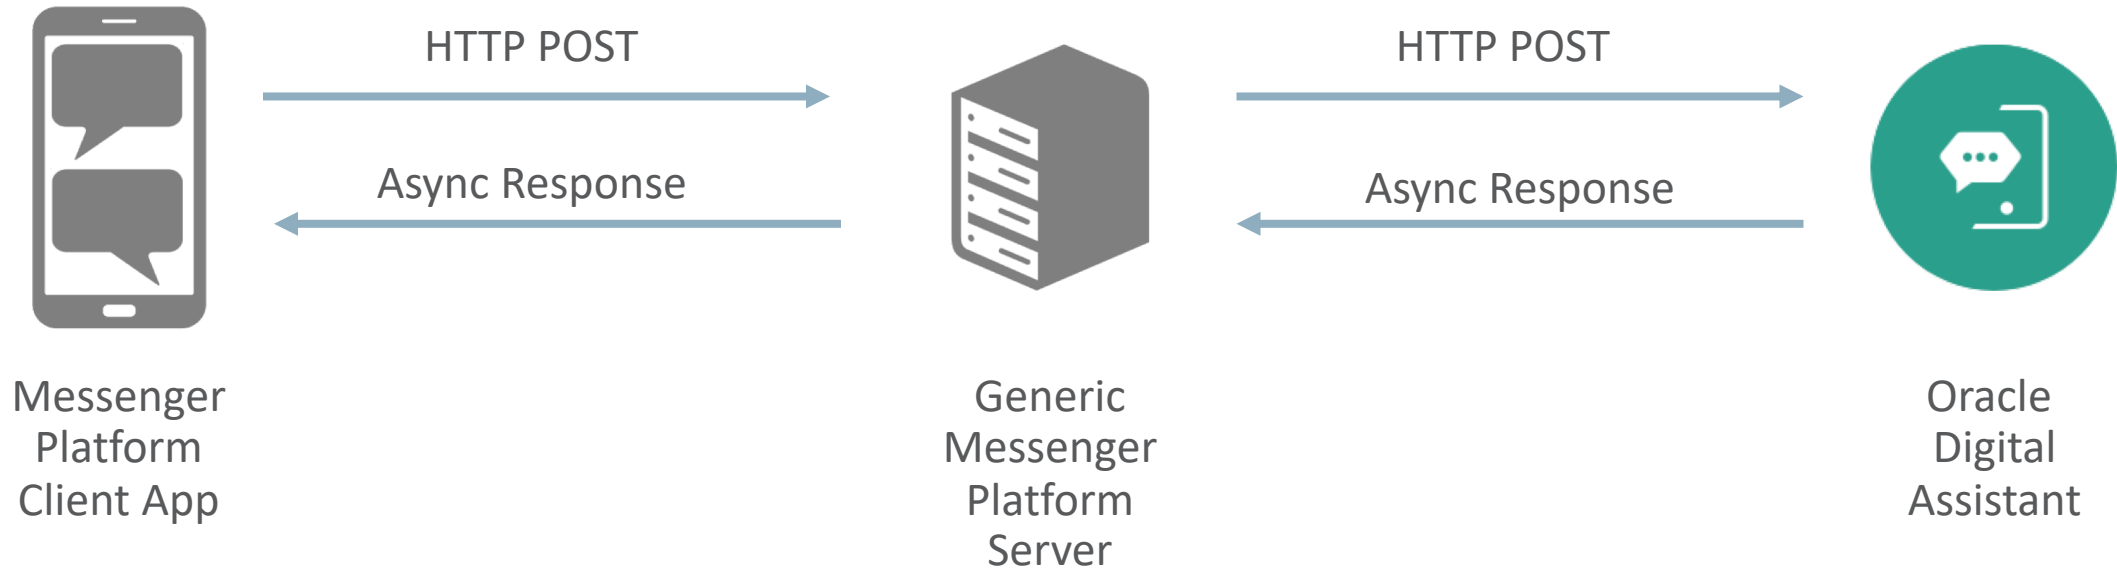 HTTP POST
HTTP POST
Async Response
Async Response
Messenger
Platform
Client App
Generic
Messenger
Platform
Server
Oracle
Digital
Assistant